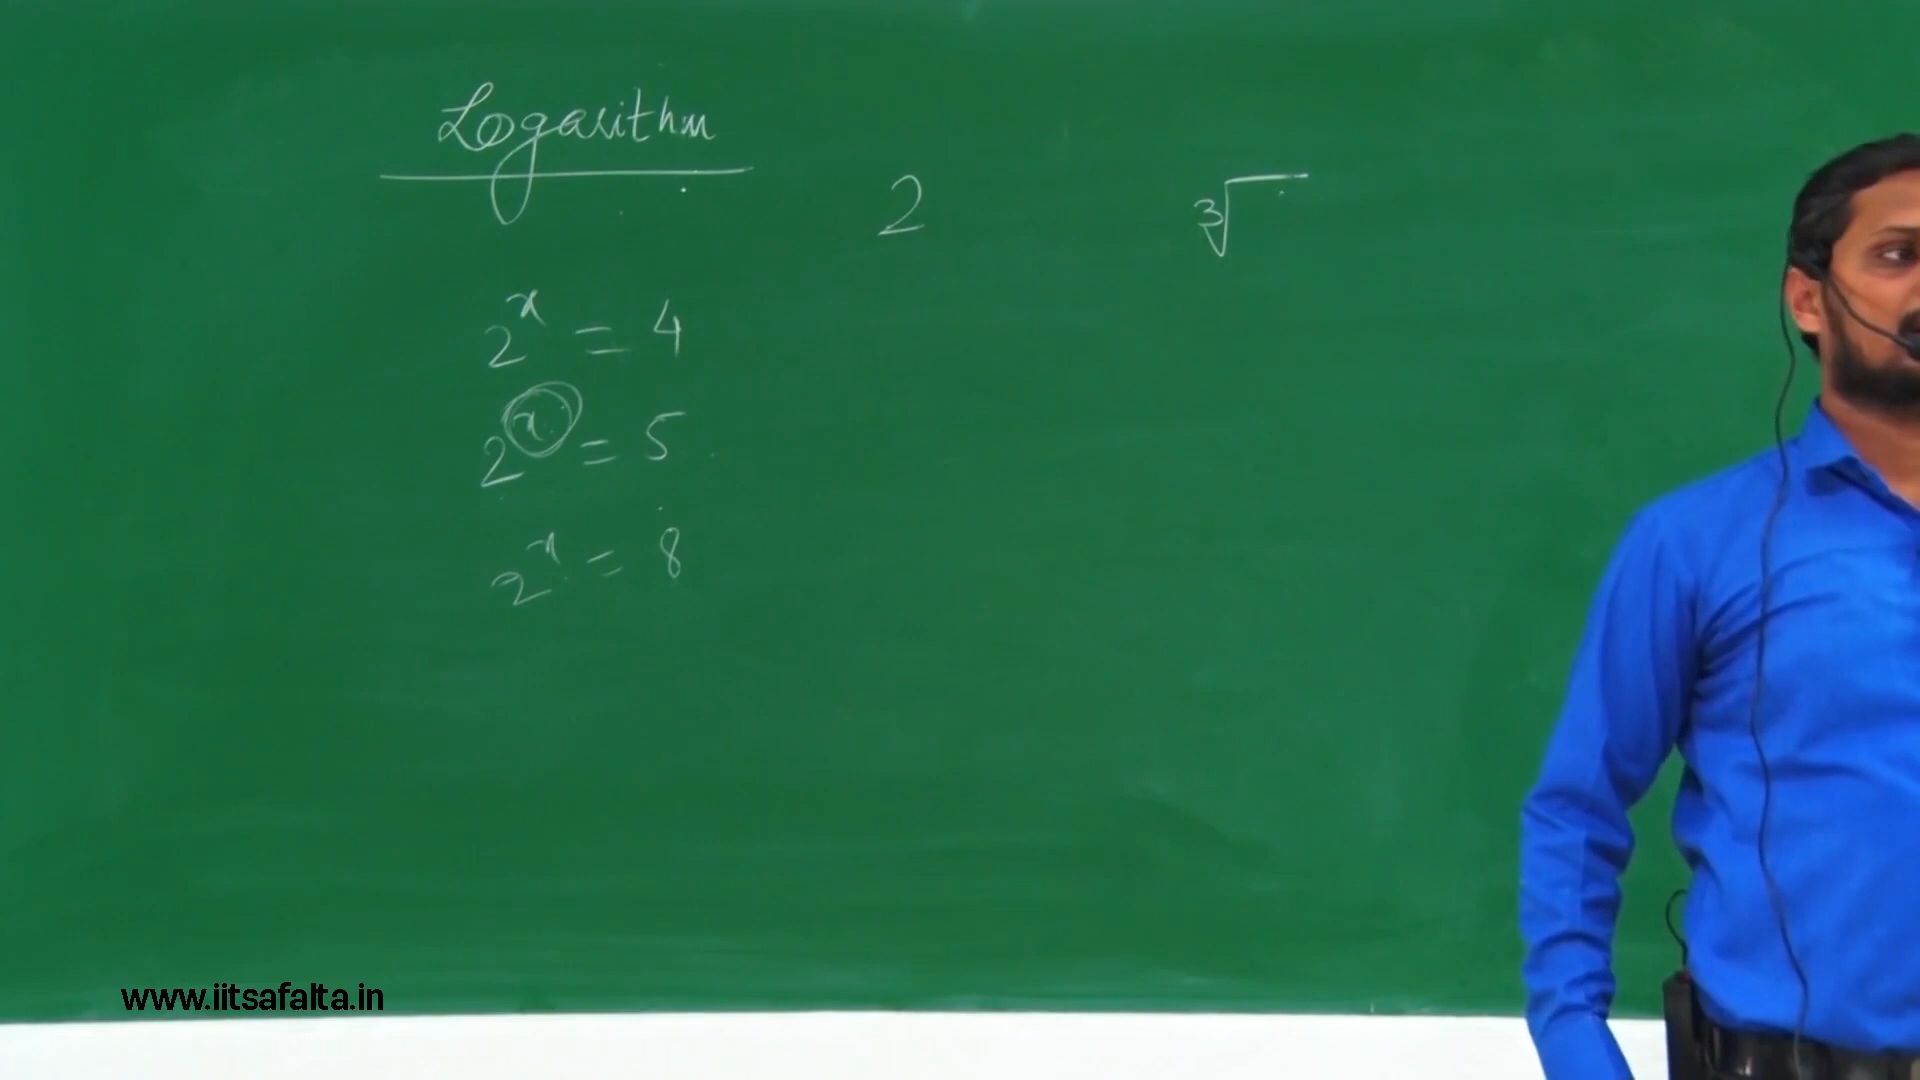 Logarithm
2 ∛
2^x = 4
2^x = 5
2^x = 8
www.iitsafalta.in